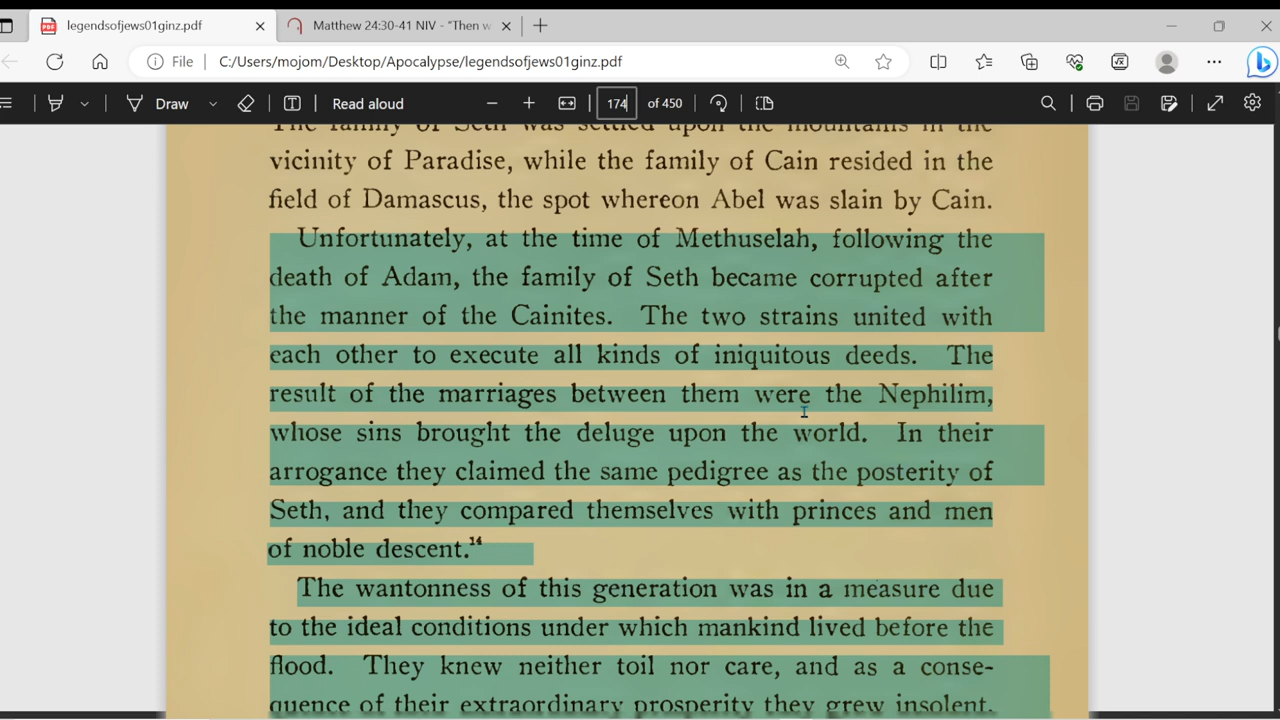 legendsofjews01ginz.pdf
Matthew 24:30-41 NIV - "Then w
File C:/Users/mojom/Desktop/Apocalypse/legendsofjews01ginz.pdf
Draw Read aloud 174 of 450
The family of Seth was settled upon the mountains in the
vicinity of Paradise, while the family of Cain resided in the
field of Damascus, the spot whereon Abel was slain by Cain.
Unfortunately, at the time of Methuselah, following the
death of Adam, the family of Seth became corrupted after
the manner of the Cainites. The two strains united with
each other to execute all kinds of iniquitous deeds. The
result of the marriages between them were the Nephilim,
whose sins brought the deluge upon the world. In their
arrogance they claimed the same pedigree as the posterity of
Seth, and they compared themselves with princes and men
of noble descent.¹⁴
The wantonness of this generation was in a measure due
to the ideal conditions under which mankind lived before the
flood. They knew neither toil nor care, and as a conse-
quence of their extraordinary prosperity they grew insolent.